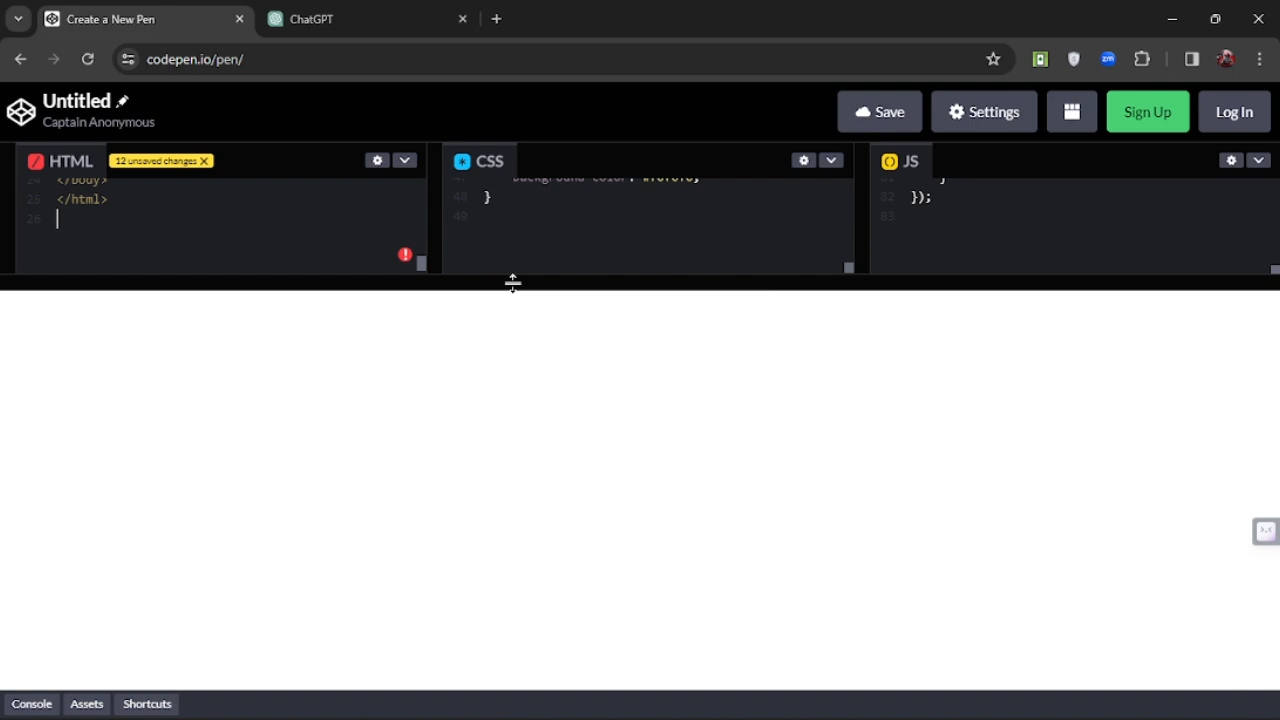 Create a New Pen
ChatGPT
codepen.io/pen/
Untitled
Captain Anonymous
Save
Settings
Sign Up
Log In
HTML
12 unsaved changes X
CSS
JS
24 </body>
25 </html>
26
48 }
49
82 });
83
Console
Assets
Shortcuts